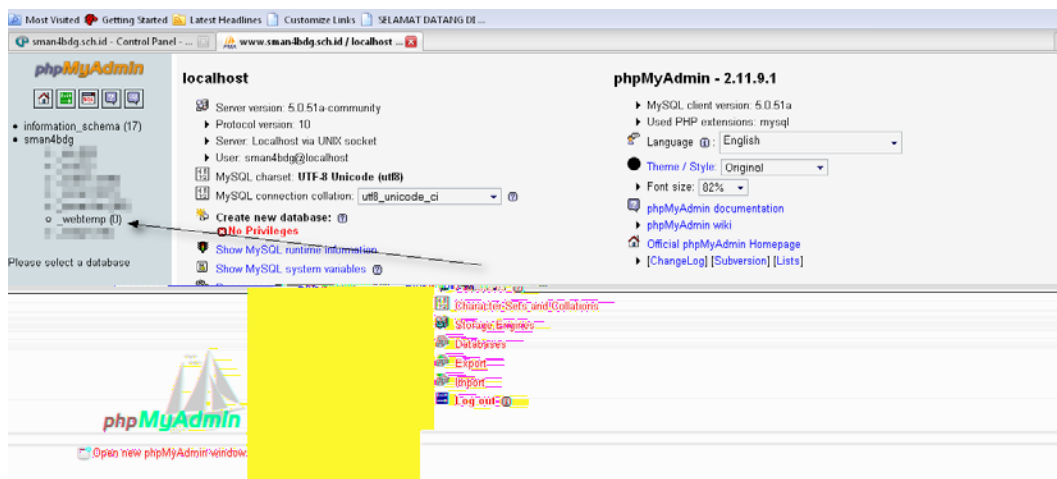 Most Visited Getting Started Latest Headlines Customize Links SELAMAT DATANG DI ...
sman4bdg.sch.id - Control Panel - ... www.sman4bdg.sch.id / localhost ...
phpMyAdmin
information_schema (17)
sman4bdg
_webtemp (0)
Please select a database
localhost
Server version: 5.0.51a-community
Protocol version: 10
Server: Localhost via UNIX socket
User: sman4bdg@localhost
MySQL charset: UTF-8 Unicode (utf8)
MySQL connection collation: utf8_unicode_ci
Create new database:
No Privileges
Show MySQL runtime information
Show MySQL system variables
phpMyAdmin - 2.11.9.1
MySQL client version: 5.0.51a
Used PHP extensions: mysql
Language : English
Theme / Style: Original
Font size: 82%
phpMyAdmin documentation
phpMyAdmin wiki
Official phpMyAdmin Homepage
[ChangeLog] [Subversion] [Lists]
Character Sets and Collations
Storage Engines
Databases
Export
Import
Log out
phpMyAdmin
Open new phpMyAdmin window